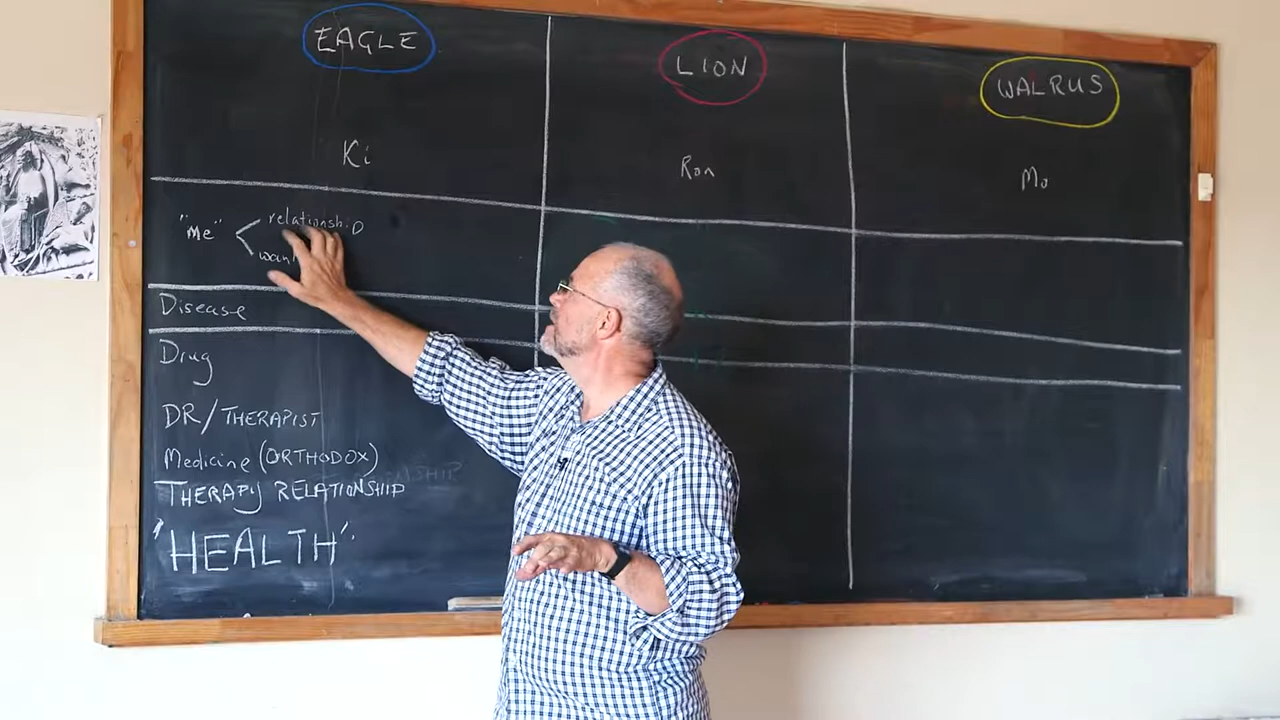 EAGLE
LION
WALRUS
Ki
Ron
Mo
"me" < relationship
Disease
Drug
DR/THERAPIST
Medicine (ORTHODOX)
THERAPY RELATIONSHIP
'HEALTH'